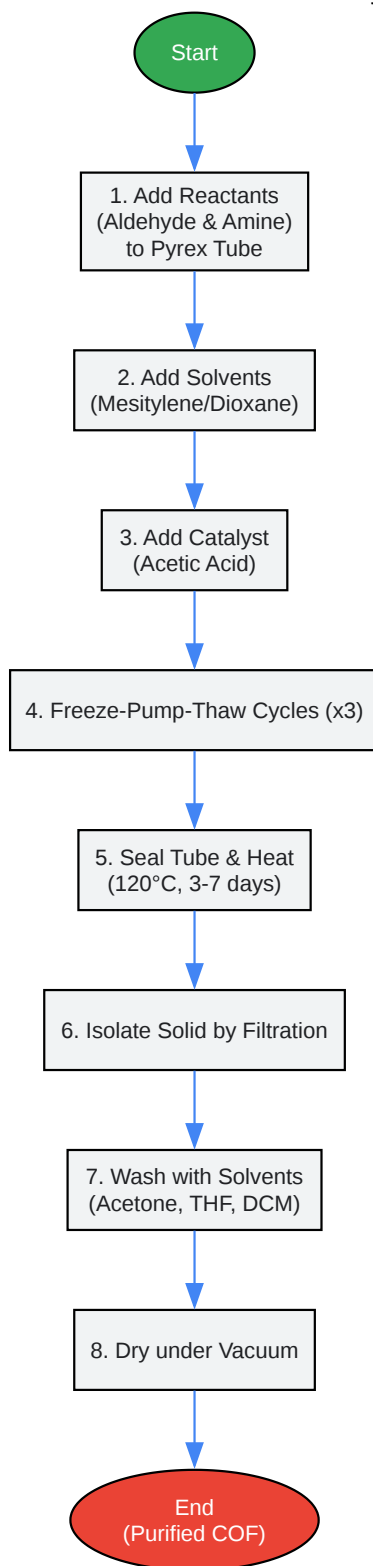 Start
1. Add Reactants
(Aldehyde & Amine)
to Pyrex Tube
2. Add Solvents
(Mesitylene/Dioxane)
3. Add Catalyst
(Acetic Acid)
4. Freeze-Pump-Thaw Cycles (x3)
5. Seal Tube & Heat
(120°C, 3-7 days)
6. Isolate Solid by Filtration
7. Wash with Solvents
(Acetone, THF, DCM)
8. Dry under Vacuum
End
(Purified COF)